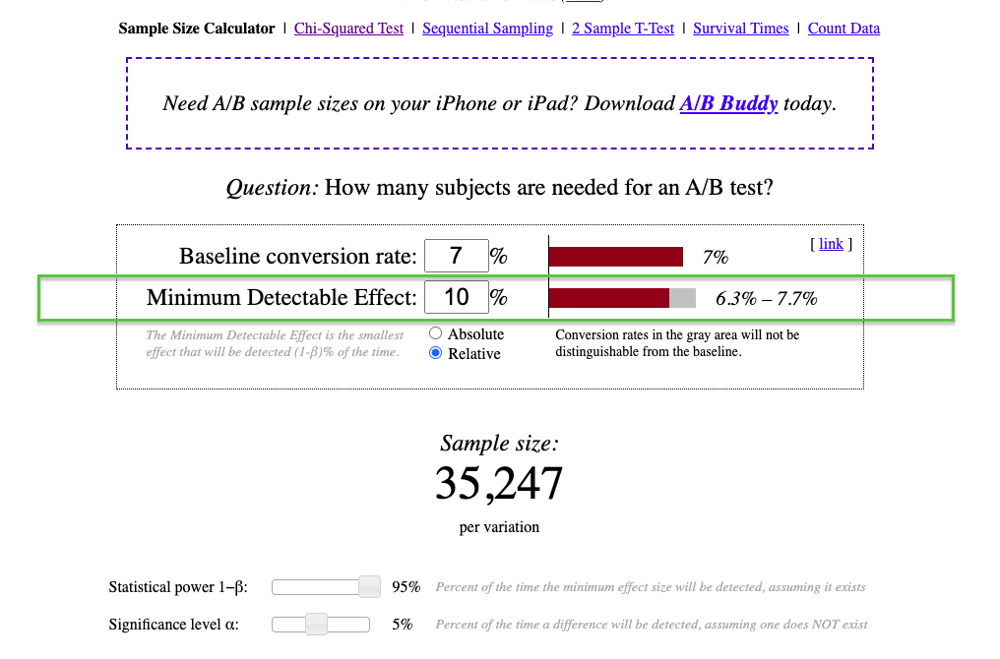 Sample Size Calculator | Chi-Squared Test | Sequential Sampling | 2 Sample T-Test | Survival Times | Count Data
Need A/B sample sizes on your iPhone or iPad? Download A/B Buddy today.
Question: How many subjects are needed for an A/B test?
[ link ]
Baseline conversion rate: 7 % 7%
Minimum Detectable Effect: 10 % 6.3% – 7.7%
The Minimum Detectable Effect is the smallest
effect that will be detected (1-β)% of the time.
Absolute
Relative
Conversion rates in the gray area will not be
distinguishable from the baseline.
Sample size:
35,247
per variation
Statistical power 1−β: 95% Percent of the time the minimum effect size will be detected, assuming it exists
Significance level α: 5% Percent of the time a difference will be detected, assuming one does NOT exist